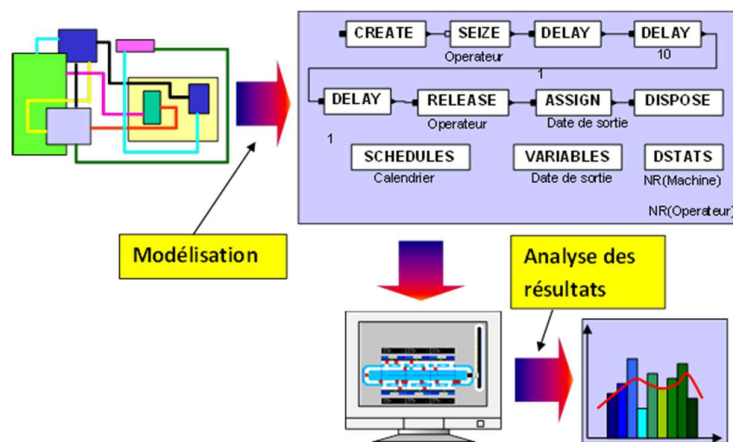 CREATE SEIZE DELAY DELAY
Operateur 10
1
DELAY RELEASE ASSIGN DISPOSE
1 Operateur Date de sortie
SCHEDULES VARIABLES DSTATS
Calendrier Date de sortie NR(Machine)
NR(Operateur)
Modélisation
Analyse des
résultats